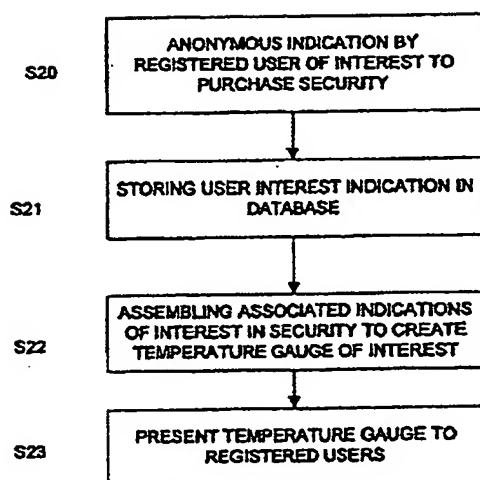 S20
ANONYMOUS INDICATION BY
REGISTERED USER OF INTEREST TO
PURCHASE SECURITY
S21
STORING USER INTEREST INDICATION IN
DATABASE
S22
ASSEMBLING ASSOCIATED INDICATIONS
OF INTEREST IN SECURITY TO CREATE
TEMPERATURE GAUGE OF INTEREST
S23
PRESENT TEMPERATURE GAUGE TO
REGISTERED USERS